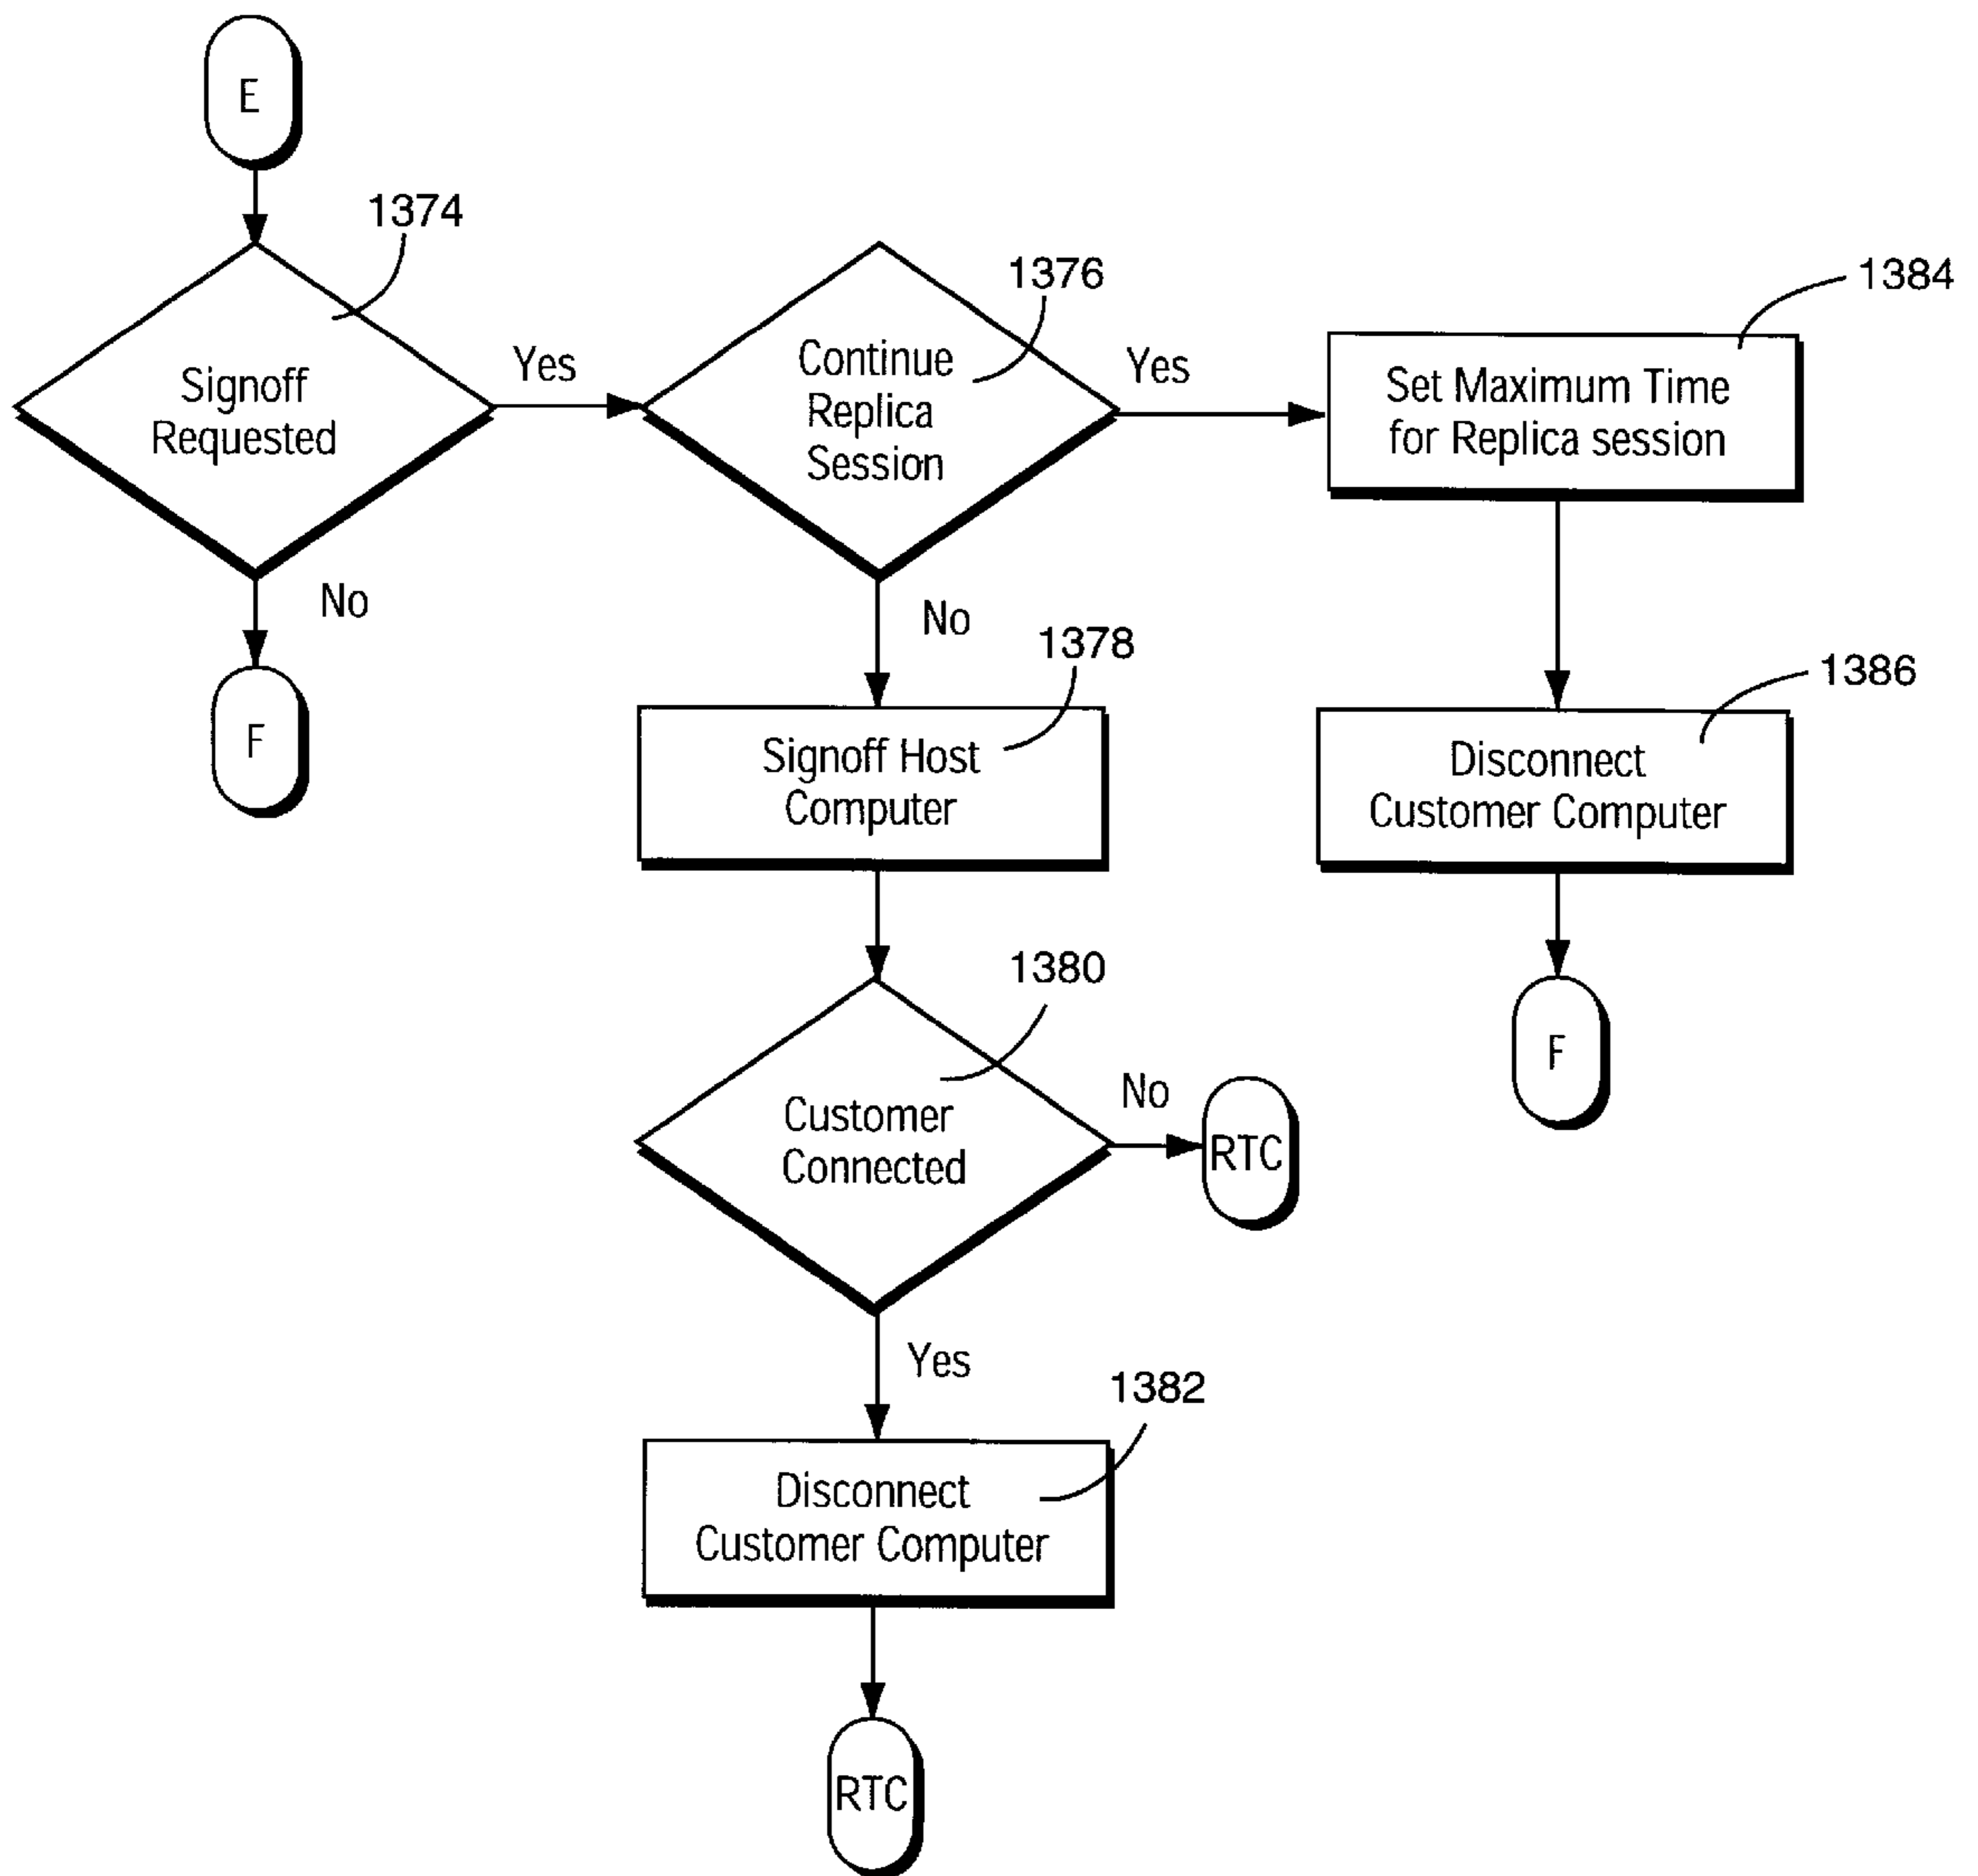 E
1374
1376
1384
Signoff
Requested
Yes
Continue
Replica
Session
Yes
Set Maximum Time
for Replica session
No
F
No
1378
1386
Signoff Host
Computer
Disconnect
Customer Computer
1380
Customer
Connected
No
RTC
F
Yes
1382
Disconnect
Customer Computer
RTC